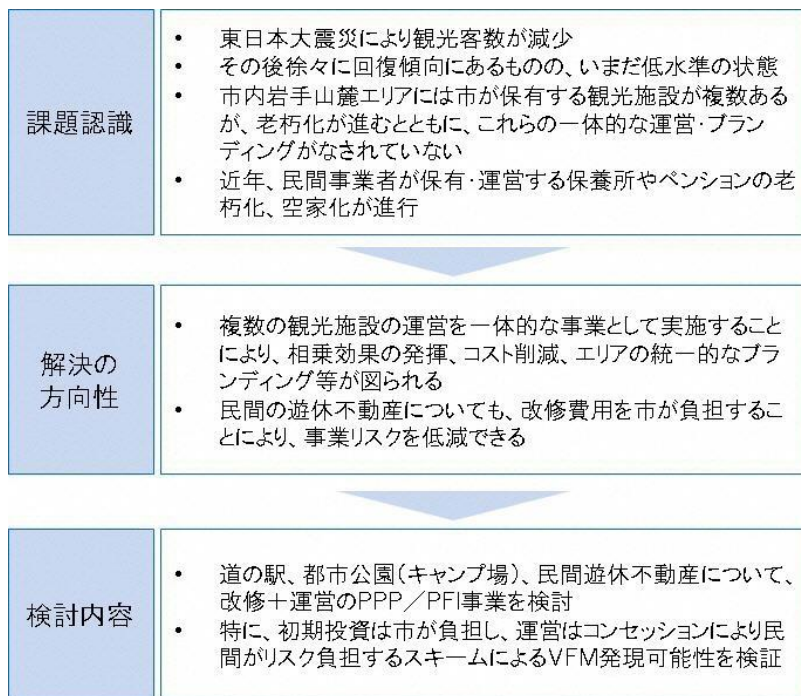 課題認識
• 東日本大震災により観光客数が減少
• その後徐々に回復傾向にあるものの、いまだ低水準の状態
• 市内岩手山麓エリアには市が保有する観光施設が複数ある
が、老朽化が進むとともに、これらの一体的な運営・ブラン
ディングがなされていない
• 近年、民間事業者が保有・運営する保養所やペンションの老
朽化、空家化が進行
解決の
方向性
• 複数の観光施設の運営を一体的な事業として実施すること
により、相乗効果の発揮、コスト削減、エリアの統一的なブラ
ンディング等が図られる
• 民間の遊休不動産についても、改修費用を市が負担するこ
とにより、事業リスクを低減できる
検討内容
• 道の駅、都市公園(キャンプ場)、民間遊休不動産について、
改修+運営のPPP/PFI事業を検討
• 特に、初期投資は市が負担し、運営はコンセッションにより民
間がリスク負担するスキームによるVFM発現可能性を検証